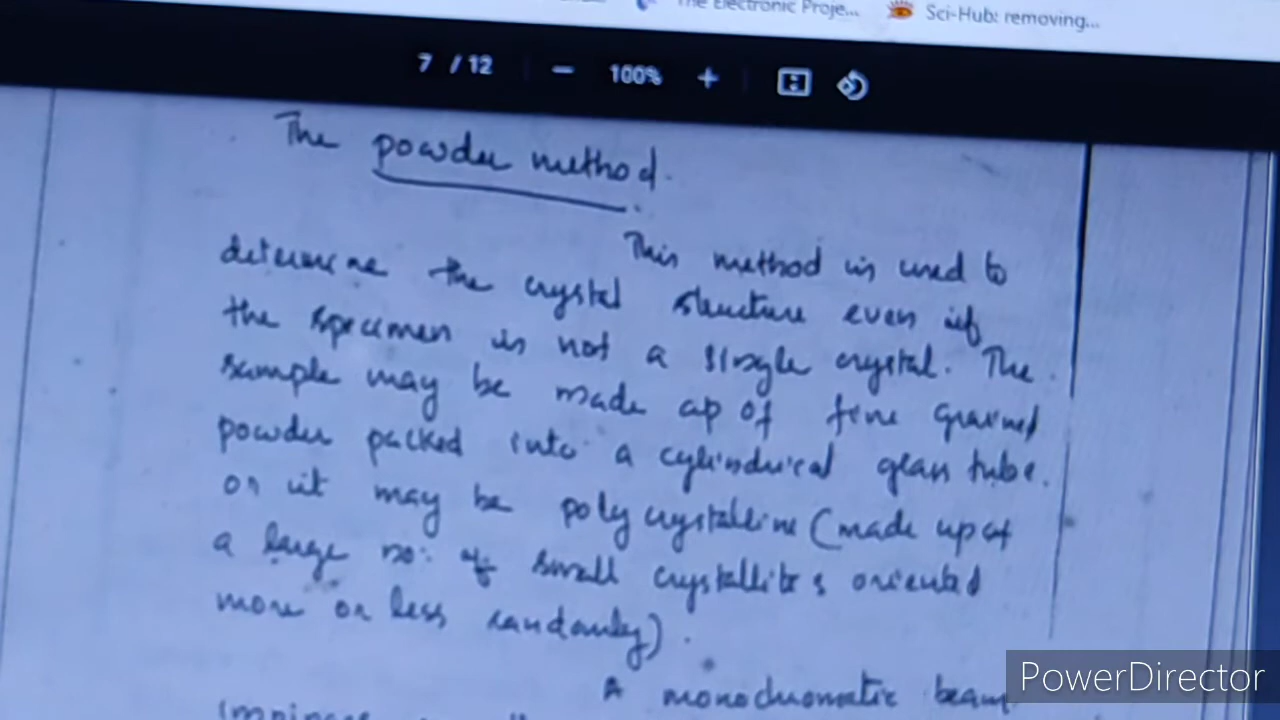 The Electronic Proje...
Sci-Hub: removing...
7 / 12
100%
The powder method.
This method is used to
determine the crystal structure even if
the specimen is not a single crystal. The
sample may be made up of fine grained
powder packed into a cylindrical glass tube.
or it may be poly crystalline (made up of
a large no: of small crystallites oriented
more or less randomly).
A monochromatic beam
PowerDirector